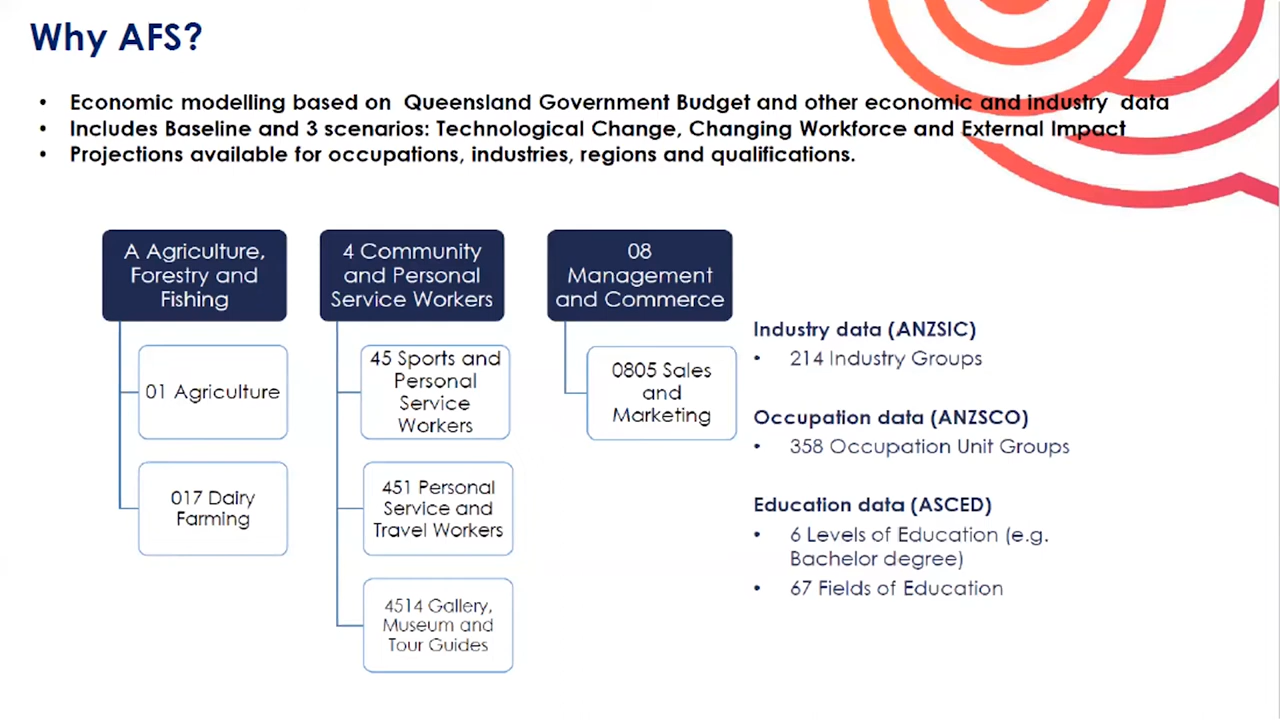 Why AFS?
• Economic modelling based on Queensland Government Budget and other economic and industry data
• Includes Baseline and 3 scenarios: Technological Change, Changing Workforce and External Impact
• Projections available for occupations, industries, regions and qualifications.
A Agriculture,
Forestry and
Fishing
01 Agriculture
017 Dairy
Farming
4 Community
and Personal
Service Workers
45 Sports and
Personal
Service
Workers
451 Personal
Service and
Travel Workers
4514 Gallery,
Museum and
Tour Guides
08
Management
and Commerce
0805 Sales
and
Marketing
Industry data (ANZSIC)
• 214 Industry Groups
Occupation data (ANZSCO)
• 358 Occupation Unit Groups
Education data (ASCED)
• 6 Levels of Education (e.g.
Bachelor degree)
• 67 Fields of Education